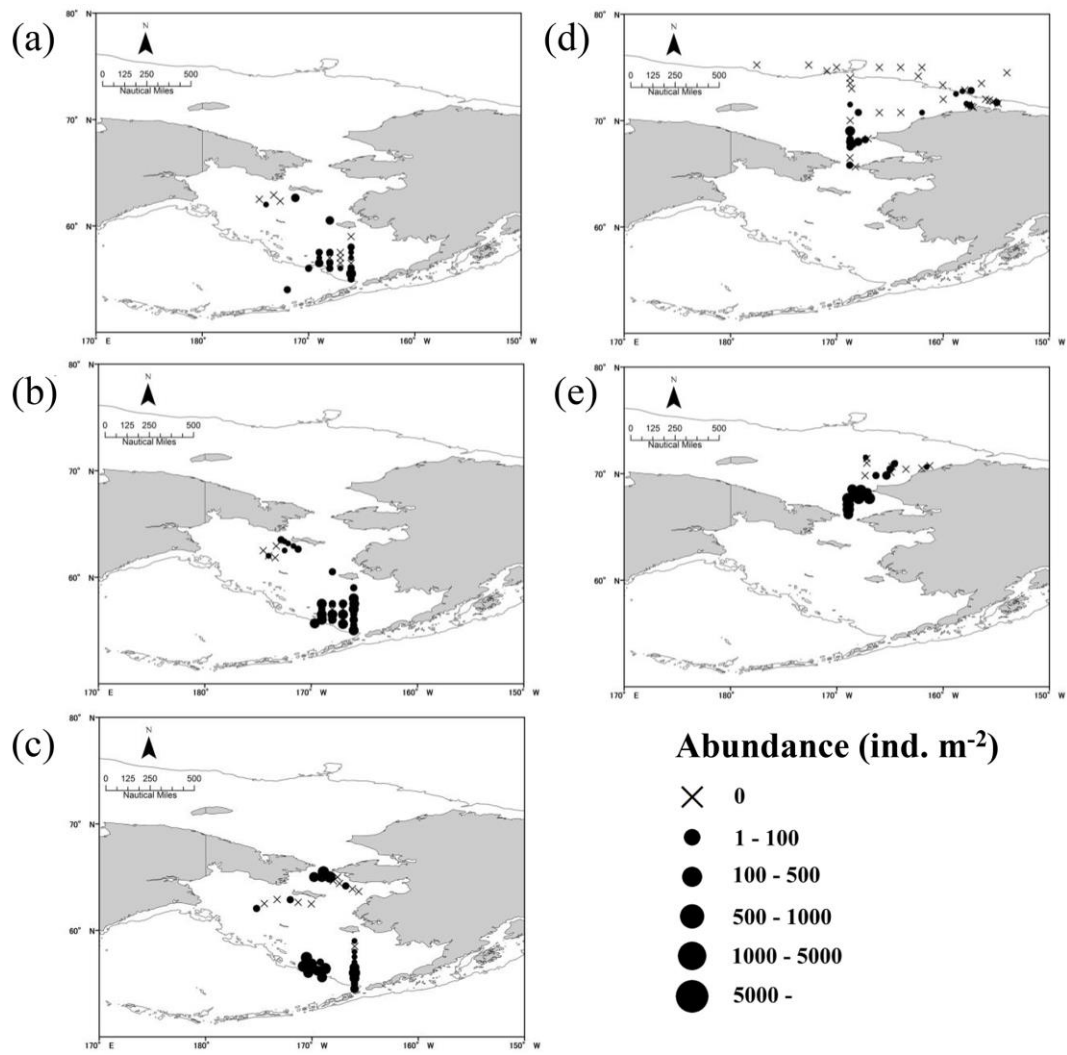 (a)
80° N
N
0 125 250 500
Nautical Miles
70°
60°
170° E 180° 170° 160° W 150° W
(d)
80° N
N
0 125 250 500
Nautical Miles
70°
60°
170° E 180° 170° 160° W 150° W
(b)
80° N
N
0 125 250 500
Nautical Miles
70°
60°
170° E 180° 170° 160° W 150° W
(e)
80° N
N
0 125 250 500
Nautical Miles
70°
60°
170° E 180° 170° 160° W 150° W
(c)
80° N
N
0 125 250 500
Nautical Miles
70°
60°
170° E 180° 170° 160° W 150° W
Abundance (ind. m⁻²)
0
1 - 100
100 - 500
500 - 1000
1000 - 5000
5000 -